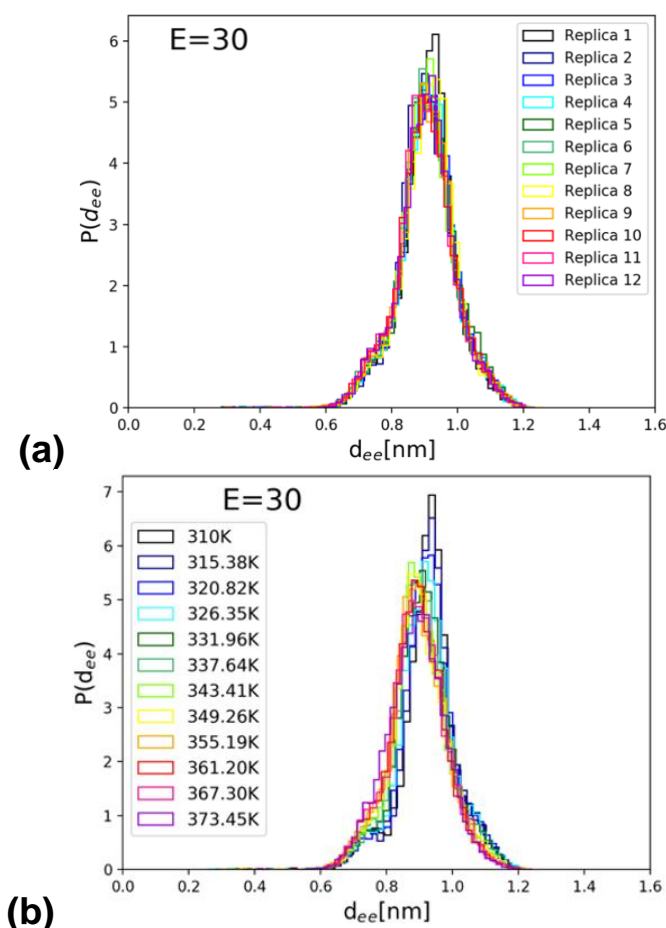 E=30
Replica 1
Replica 2
Replica 3
Replica 4
Replica 5
Replica 6
Replica 7
Replica 8
Replica 9
Replica 10
Replica 11
Replica 12
P(dee)
6
5
4
3
2
1
0
0.0 0.2 0.4 0.6 0.8 1.0 1.2 1.4 1.6
dee[nm]
(a)
E=30
310K
315.38K
320.82K
326.35K
331.96K
337.64K
343.41K
349.26K
355.19K
361.20K
367.30K
373.45K
P(dee)
7
6
5
4
3
2
1
0
0.0 0.2 0.4 0.6 0.8 1.0 1.2 1.4 1.6
dee[nm]
(b)